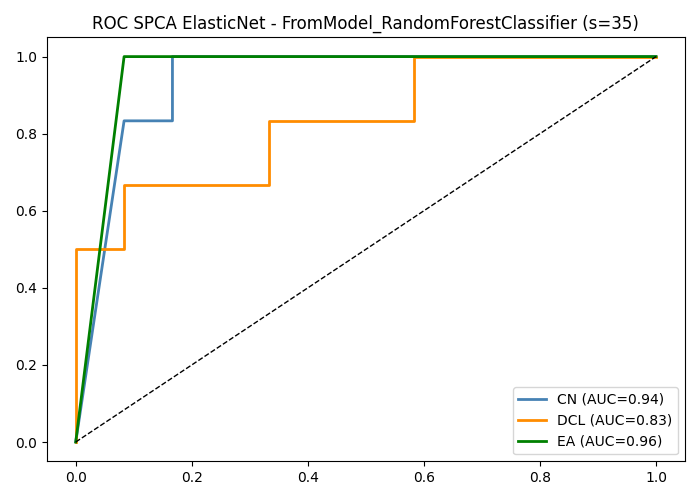 ROC SPCA ElasticNet - FromModel_RandomForestClassifier (s=35)
1.0
0.8
0.6
0.4
0.2
0.0
CN (AUC=0.94)
DCL (AUC=0.83)
EA (AUC=0.96)
0.0 0.2 0.4 0.6 0.8 1.0